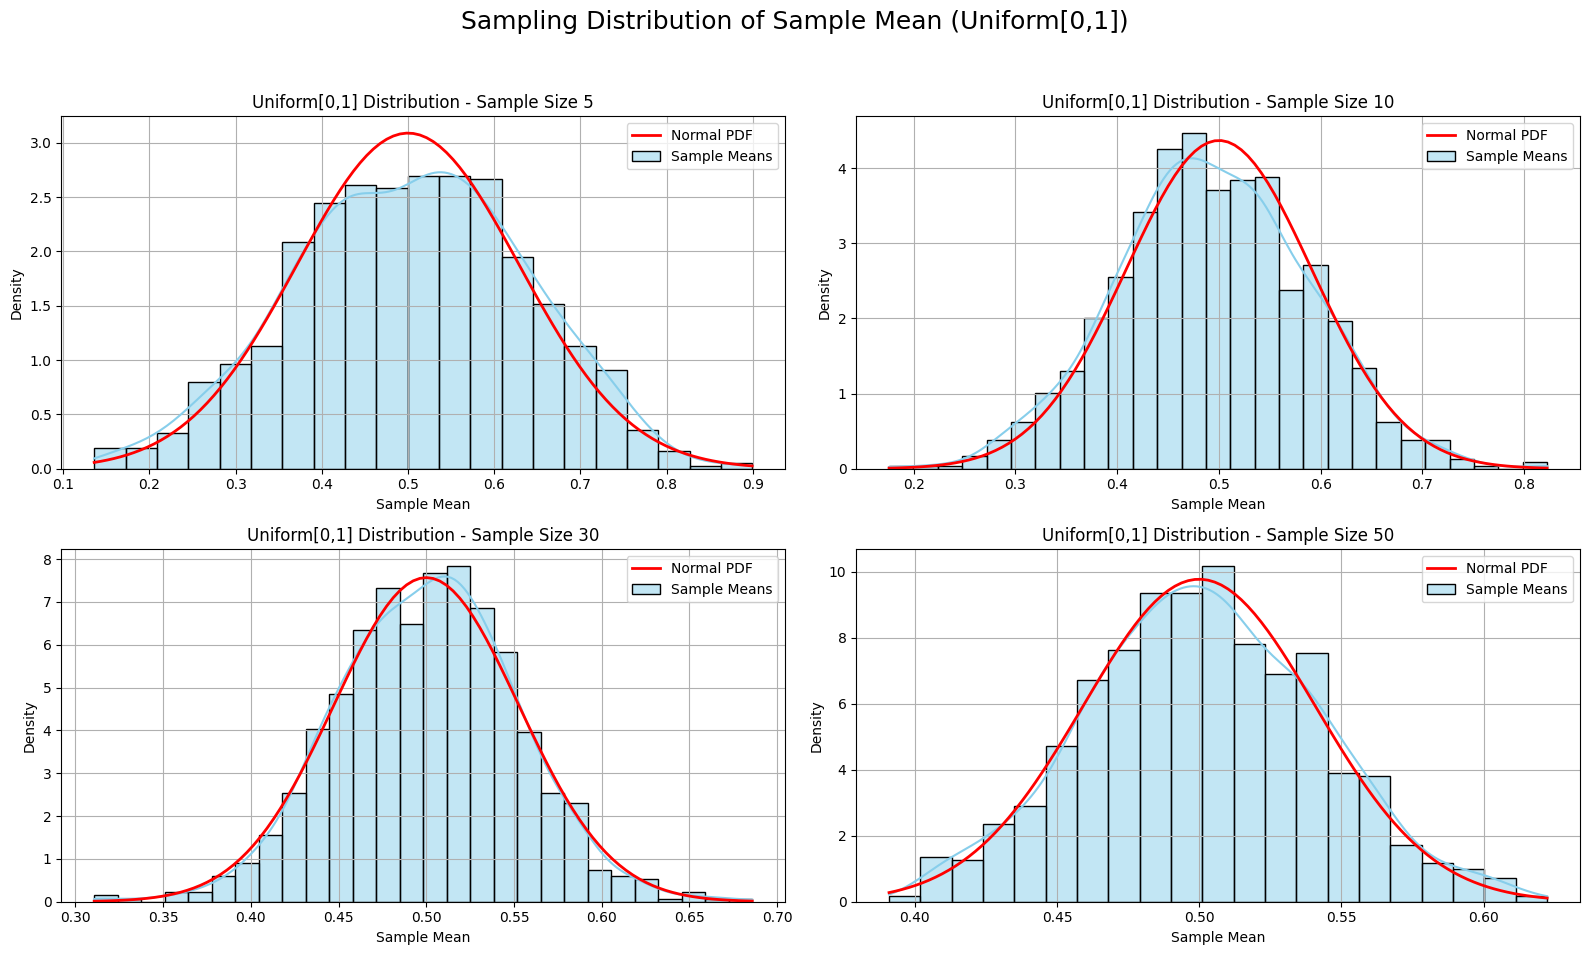 Sampling Distribution of Sample Mean (Uniform[0,1])
Uniform[0,1] Distribution - Sample Size 5
Normal PDF
Sample Means
Density
3.0
2.5
2.0
1.5
1.0
0.5
0.0
0.1 0.2 0.3 0.4 0.5 0.6 0.7 0.8 0.9
Sample Mean
Uniform[0,1] Distribution - Sample Size 10
Normal PDF
Sample Means
Density
4
3
2
1
0
0.2 0.3 0.4 0.5 0.6 0.7 0.8
Sample Mean
Uniform[0,1] Distribution - Sample Size 30
Normal PDF
Sample Means
Density
8
7
6
5
4
3
2
1
0
0.30 0.35 0.40 0.45 0.50 0.55 0.60 0.65 0.70
Sample Mean
Uniform[0,1] Distribution - Sample Size 50
Normal PDF
Sample Means
Density
10
8
6
4
2
0
0.40 0.45 0.50 0.55 0.60
Sample Mean